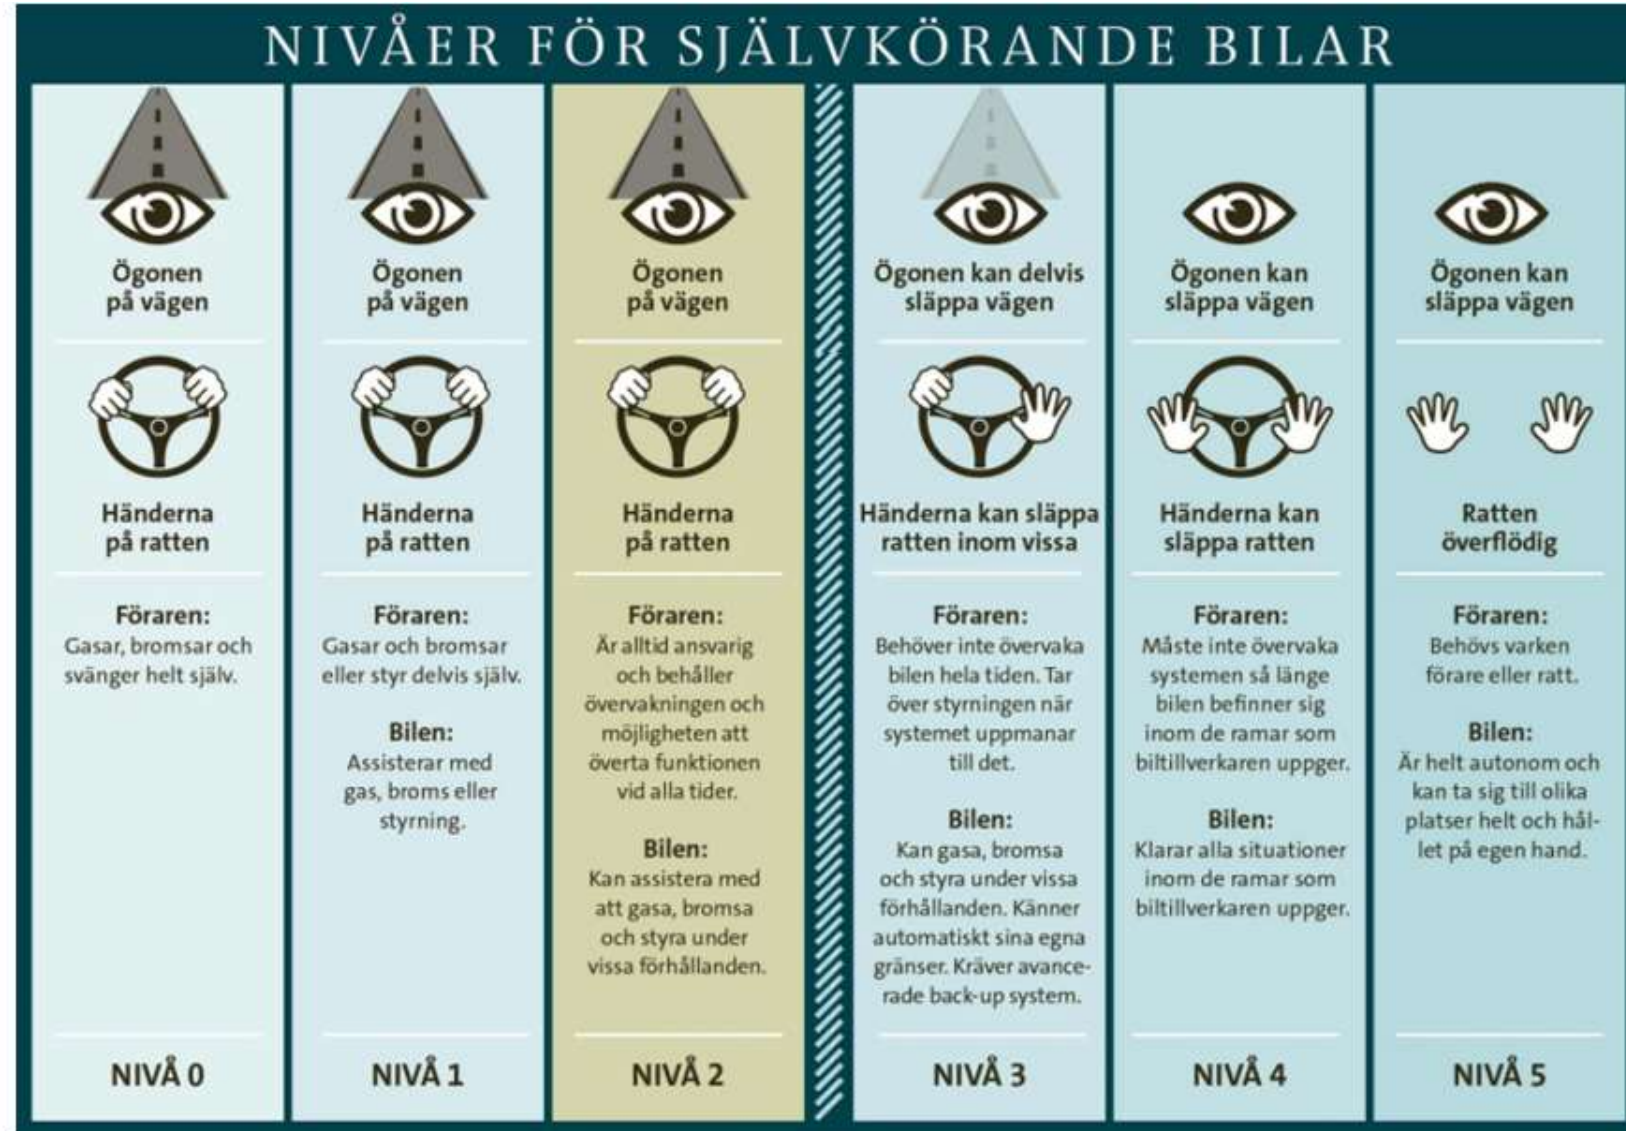 NIVÅER FÖR SJÄLVKÖRANDE BILAR
Ögonen
på vägen
Händerna
på ratten
Föraren:
Gasar, bromsar och
svänger helt själv.
NIVÅ 0
Ögonen
på vägen
Händerna
på ratten
Föraren:
Gasar och bromsar
eller styr delvis själv.
Bilen:
Assisterar med
gas, broms eller
styrning.
NIVÅ 1
Ögonen
på vägen
Händerna
på ratten
Föraren:
Är alltid ansvarig
och behåller
övervakningen och
möjligheten att
överta funktionen
vid alla tider.
Bilen:
Kan assistera med
att gasa, bromsa
och styra under
vissa förhållanden.
NIVÅ 2
Ögonen kan delvis
släppa vägen
Händerna kan släppa
ratten inom vissa
Föraren:
Behöver inte övervaka
bilen hela tiden. Tar
över styrningen när
systemet uppmanar
till det.
Bilen:
Kan gasa, bromsa
och styra under vissa
förhållanden. Känner
automatiskt sina egna
gränser. Kräver avance-
rade back-up system.
NIVÅ 3
Ögonen kan
släppa vägen
Händerna kan
släppa ratten
Föraren:
Måste inte övervaka
systemen så länge
bilen befinner sig
inom de ramar som
biltillverkaren uppger.
Bilen:
Klarar alla situationer
inom de ramar som
biltillverkaren uppger.
NIVÅ 4
Ögonen kan
släppa vägen
Ratten
överflödig
Föraren:
Behövs varken
förare eller ratt.
Bilen:
Är helt autonom och
kan ta sig till olika
platser helt och hål-
let på egen hand.
NIVÅ 5